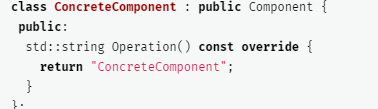 class ConcreteComponent : public Component {
public:
std::string Operation() const override {
return "ConcreteComponent";
}
};